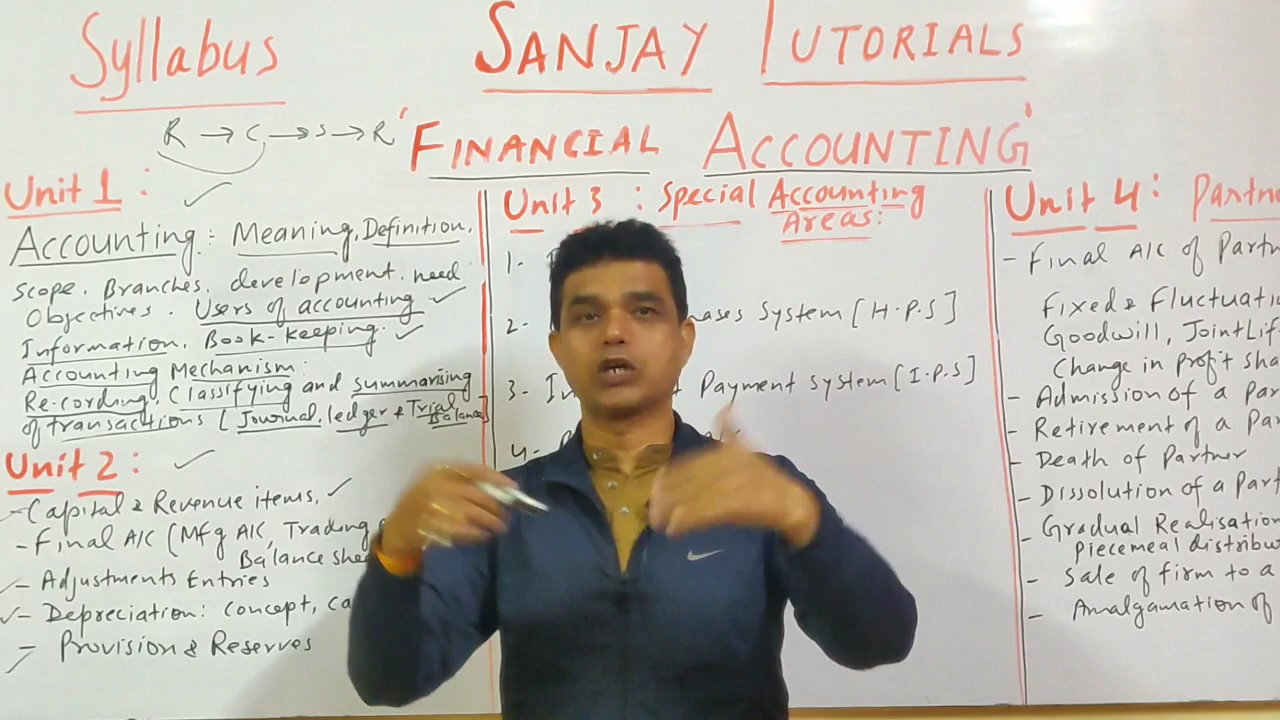 Syllabus
SANJAY TUTORIALS
R → C → S → R
'FINANCIAL ACCOUNTING'
Unit 1 :
Accounting: Meaning, Definition,
scope. Branches, development. need
Objectives. Users of accounting
Information, Book-keeping.
Accounting Mechanism:
Re-cording, Classifying and summarising
of transactions [Journal, ledger & Trial
Balance]
Unit 2 :
- Capital & Revenue items.
- Final A/C (Mfg A/C, Trading
Balance shee
- Adjustments Entries
- Depreciation: concept, ca
- Provision & Reserves
Unit 3 : Special Accounting
Areas:
1.
2. hases System [H.P.S]
3. In Payment system [I.P.S]
4.
Unit 4 : Partne
- Final A/C of Partn
Fixed & Fluctuati
Goodwill, Joint Lif
Change in profit sha
- Admission of a Par
- Retirement of a Pa
- Death of Partner
- Dissolution of a Part
- Gradual Realisation
Piecemeal distribu
- Sale of firm to a
- Amalgamation of